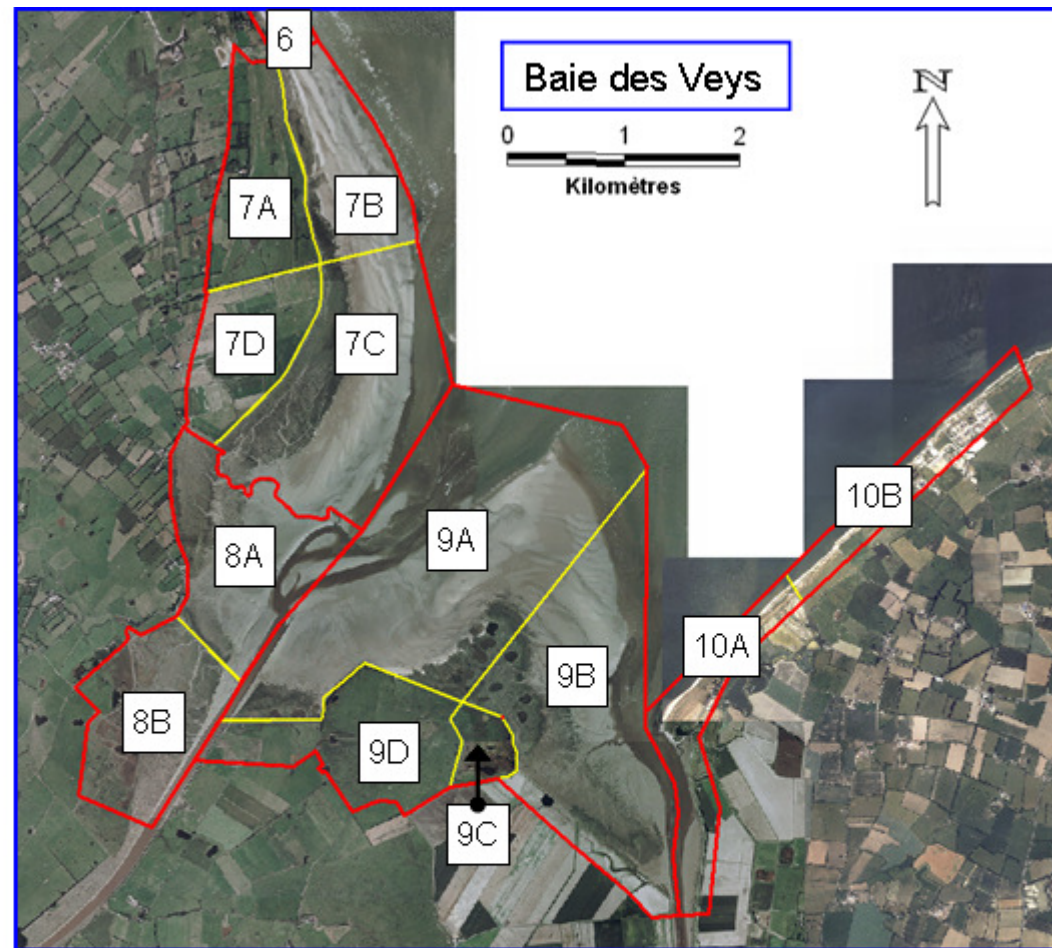 6
Baie des Veys
N
0 1 2
Kilomètres
7A
7B
7D
7C
10B
8A
9A
10A
9B
8B
9D
9C